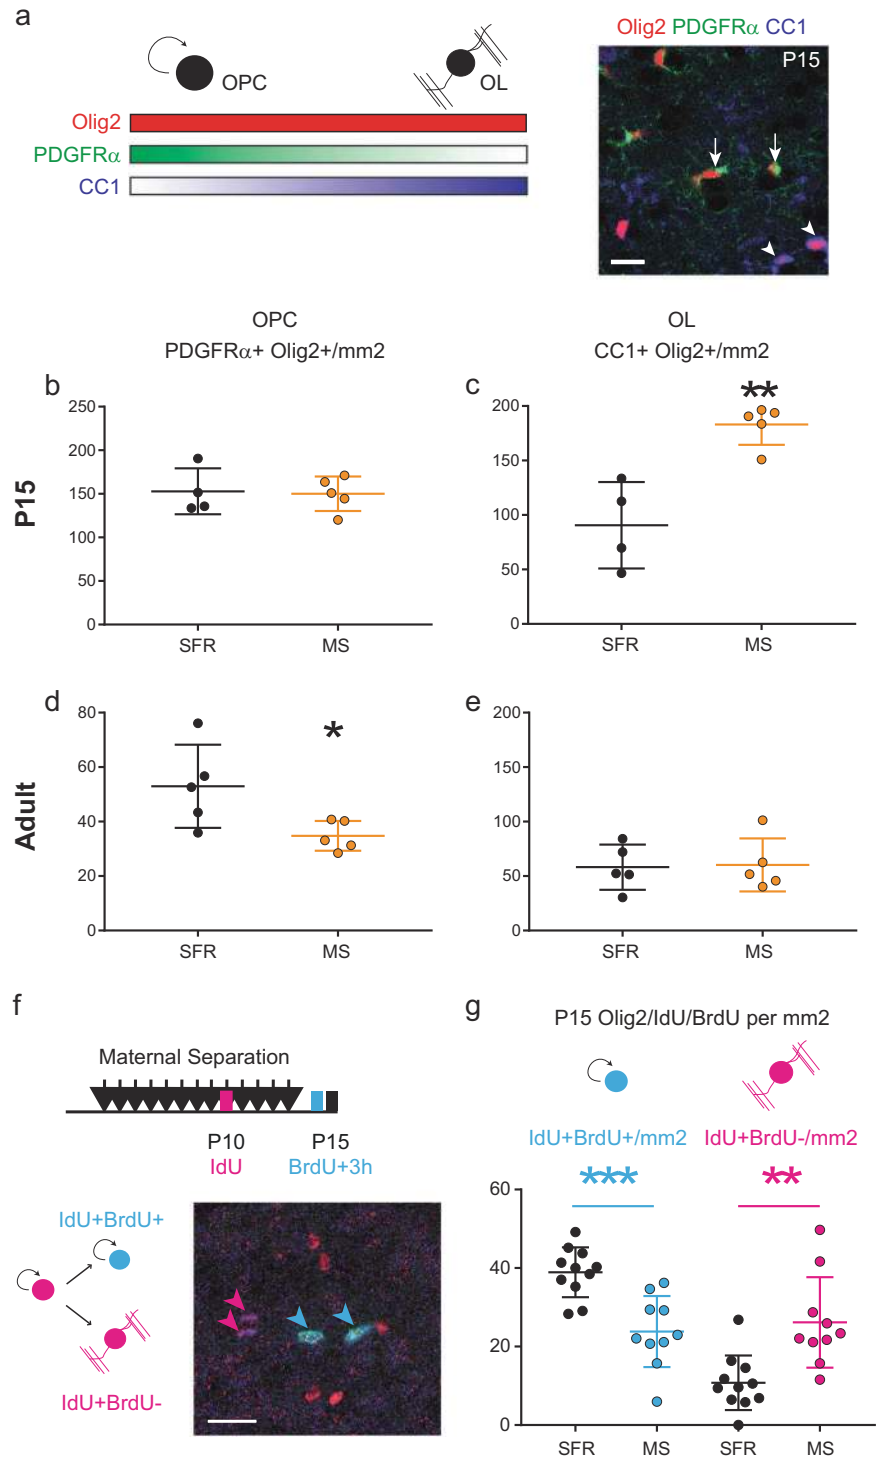 a
Olig2 PDGFRα CC1
P15
OPC
OL
Olig2
PDGFRα
CC1
OPC
PDGFRα+ Olig2+/mm2
OL
CC1+ Olig2+/mm2
b
c
P15
250
200
150
100
50
0
SFR MS
**
200
150
100
50
0
SFR MS
d
e
Adult
80
60
40
20
0
*
SFR MS
200
150
100
50
0
SFR MS
f
Maternal Separation
P10 P15
IdU BrdU+3h
IdU+BrdU+
IdU+BrdU-
g
P15 Olig2/IdU/BrdU per mm2
IdU+BrdU+/mm2 IdU+BrdU-/mm2
*** **
60
40
20
0
SFR MS SFR MS